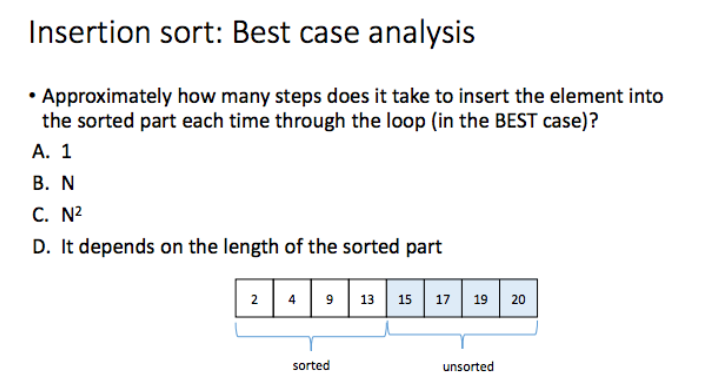 Insertion sort: Best case analysis
• Approximately how many steps does it take to insert the element into
the sorted part each time through the loop (in the BEST case)?
A. 1
B. N
C. N²
D. It depends on the length of the sorted part
2 4 9 13 15 17 19 20
sorted unsorted